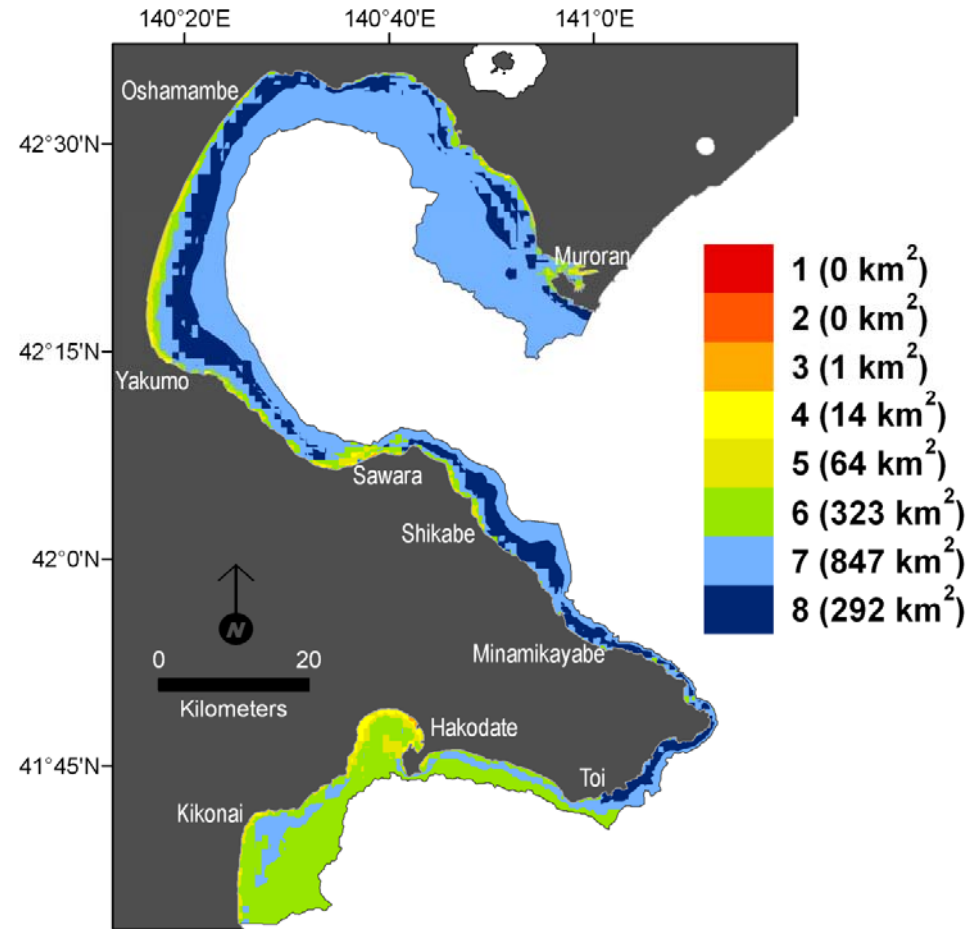 140°20'E 140°40'E 141°0'E
Oshamambe
42°30'N
Muroran
1 (0 km²)
2 (0 km²)
3 (1 km²)
4 (14 km²)
5 (64 km²)
6 (323 km²)
7 (847 km²)
8 (292 km²)
42°15'N
Yakumo
Sawara
Shikabe
42°0'N
N
Minamikayabe
0 20
Kilometers
Hakodate
41°45'N
Toi
Kikonai